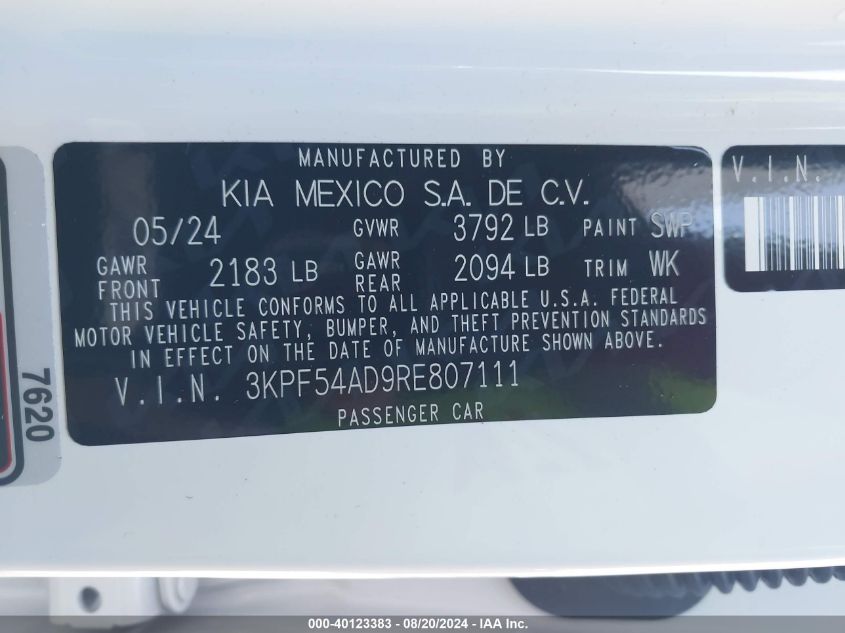 MANUFACTURED BY
KIA MEXICO S.A. DE C.V.
05/24 GVWR 3792 LB PAINT SWP
GAWR FRONT 2183 LB GAWR REAR 2094 LB TRIM WK
THIS VEHICLE CONFORMS TO ALL APPLICABLE U.S.A. FEDERAL
MOTOR VEHICLE SAFETY, BUMPER, AND THEFT PREVENTION STANDARDS
IN EFFECT ON THE DATE OF MANUFACTURE SHOWN ABOVE.
V.I.N. 3KPF54AD9RE807111
PASSENGER CAR
7620
V.I.N.
000-40123383 - 08/20/2024 - IAA Inc.